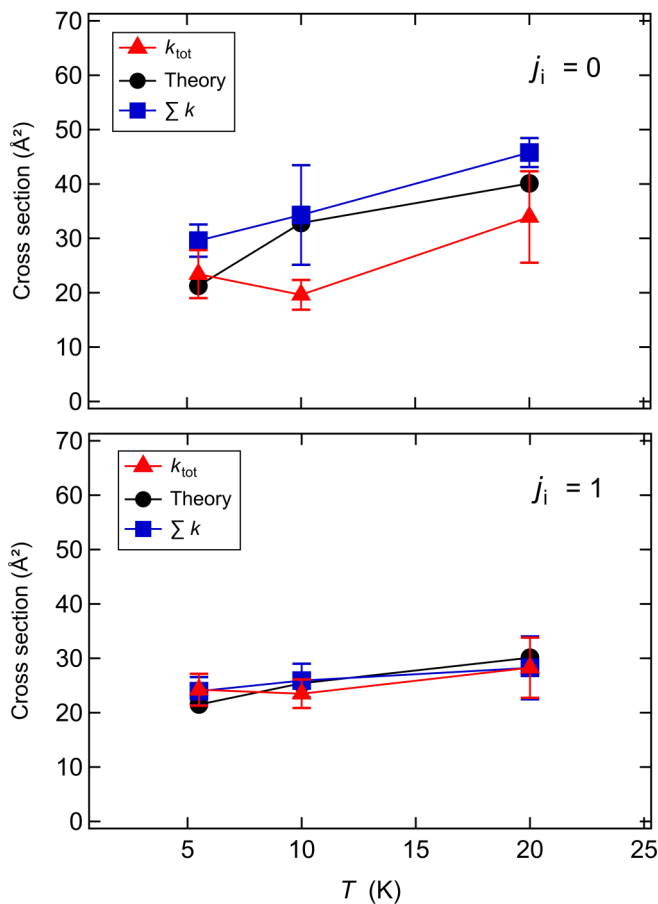 70
60
50
40
30
20
10
0
Cross section (Å²)
k_tot
Theory
∑ k
j_i = 0
70
60
50
40
30
20
10
0
Cross section (Å²)
k_tot
Theory
∑ k
j_i = 1
5 10 15 20 25
T (K)